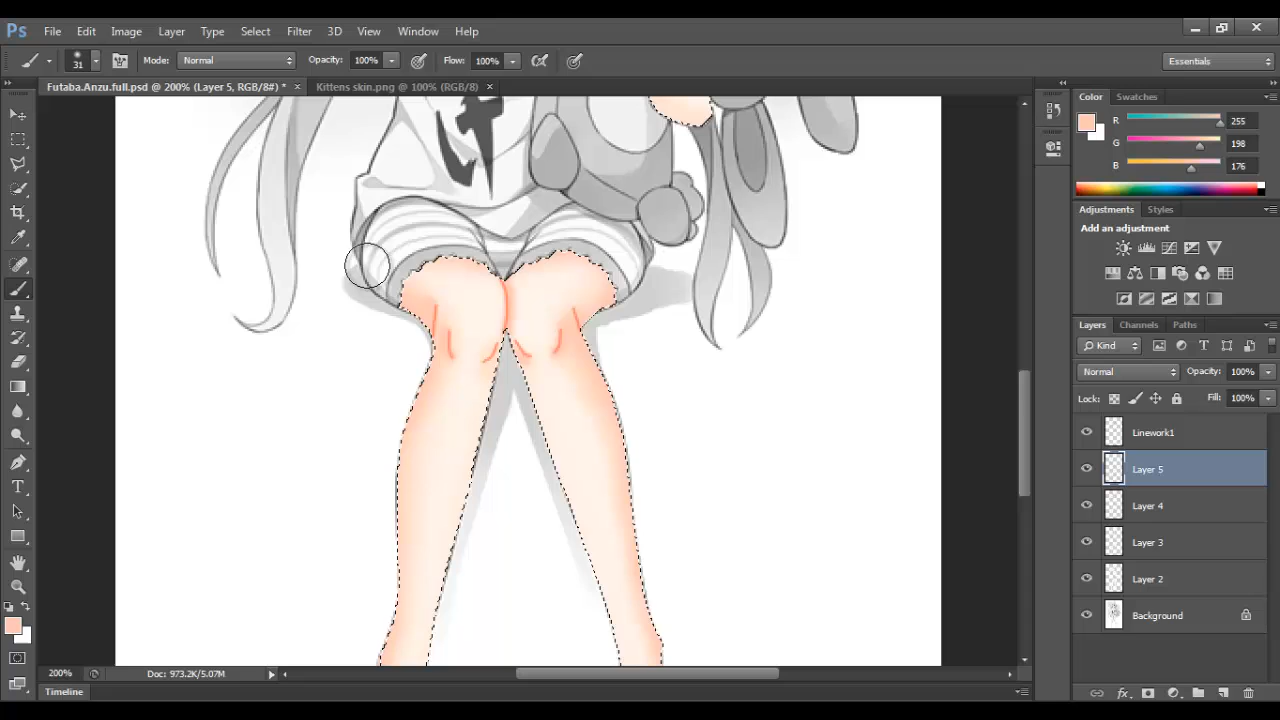 Ps File Edit Image Layer Type Select Filter 3D View Window Help
31 Mode: Normal Opacity: 100% Flow: 100% Essentials
Futaba.Anzu.full.psd @ 200% (Layer 5, RGB/8#) * × Kittens skin.png @ 100% (RGB/8) ×
Color Swatches
R 255
G 198
B 176
Adjustments Styles
Add an adjustment
Layers Channels Paths
Kind
Normal Opacity: 100%
Lock: Fill: 100%
Linework1
Layer 5
Layer 4
Layer 3
Layer 2
Background
200% Doc: 973.2K/5.07M
Timeline